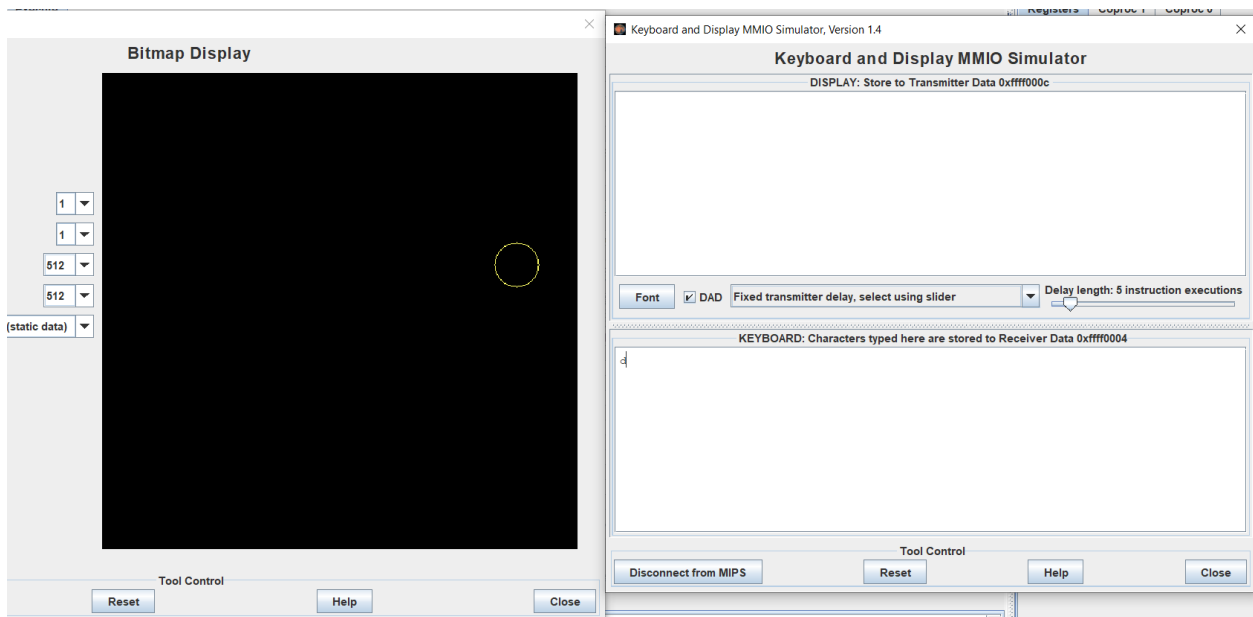 Registers Coproc 1 Coproc 0
Bitmap Display
1
1
512
512
(static data)
Tool Control
Reset Help Close
Keyboard and Display MMIO Simulator, Version 1.4
Keyboard and Display MMIO Simulator
DISPLAY: Store to Transmitter Data 0xffff000c
Font DAD Fixed transmitter delay, select using slider Delay length: 5 instruction executions
KEYBOARD: Characters typed here are stored to Receiver Data 0xffff0004
d
Tool Control
Disconnect from MIPS Reset Help Close